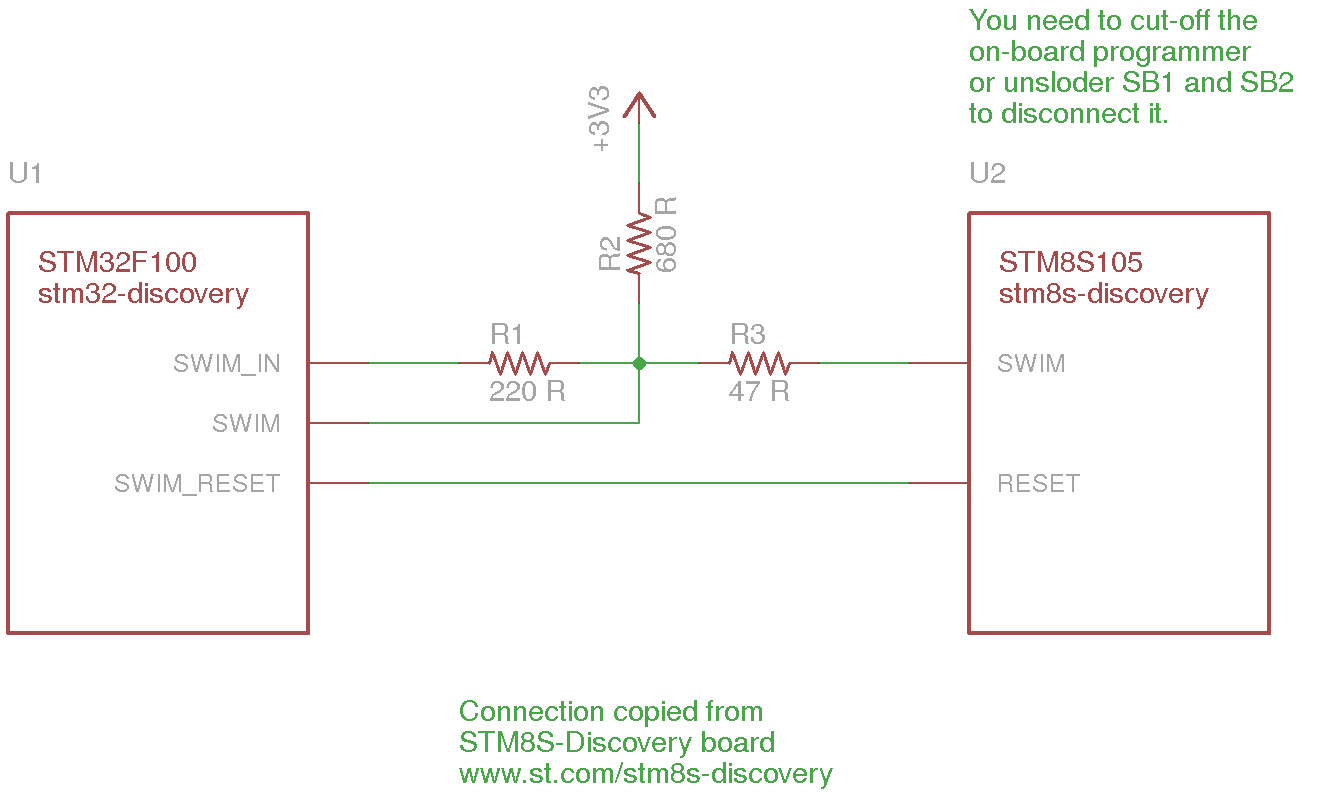 You need to cut-off the
on-board programmer
or unsloder SB1 and SB2
to disconnect it.
+3V3
U1
U2
R2
680 R
STM32F100
stm32-discovery
STM8S105
stm8s-discovery
R1
R3
SWIM_IN
220 R
47 R
SWIM
SWIM
SWIM_RESET
RESET
Connection copied from
STM8S-Discovery board
www.st.com/stm8s-discovery